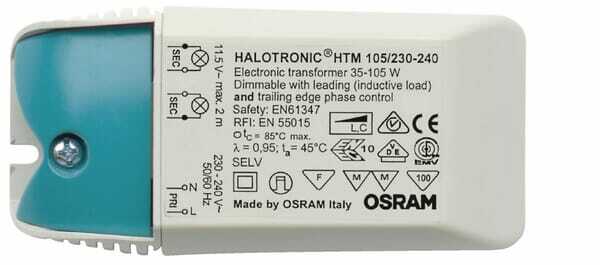 SEC
SEC
11.5 V~ max. 2 m
230 - 240 V~
50/60 Hz
PRI
N
L
HALOTRONIC® HTM 105/230-240
Electronic transformer 35-105 W
Dimmable with leading (inductive load)
and trailing edge phase control
Safety: EN61347
RFI: EN 55015
tc = 85°C max.
λ = 0,95; ta = 45°C
SELV
L,C
10
VDE
EMV
F
M
M
100
Made by OSRAM Italy
OSRAM